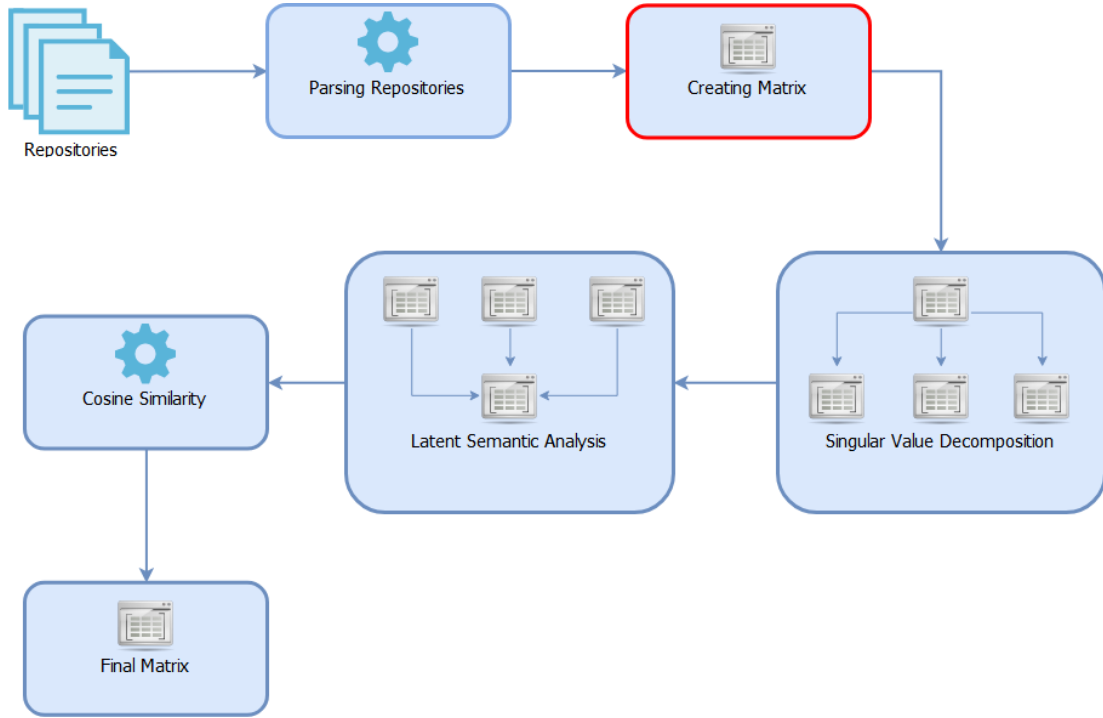 Repositories
Parsing Repositories
Creating Matrix
Singular Value Decomposition
Latent Semantic Analysis
Cosine Similarity
Final Matrix